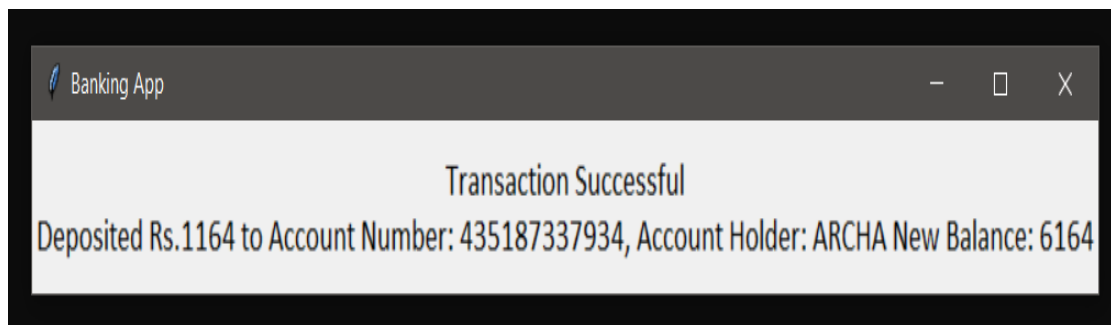 Banking App
Transaction Successful
Deposited Rs.1164 to Account Number: 435187337934, Account Holder: ARCHA New Balance: 6164